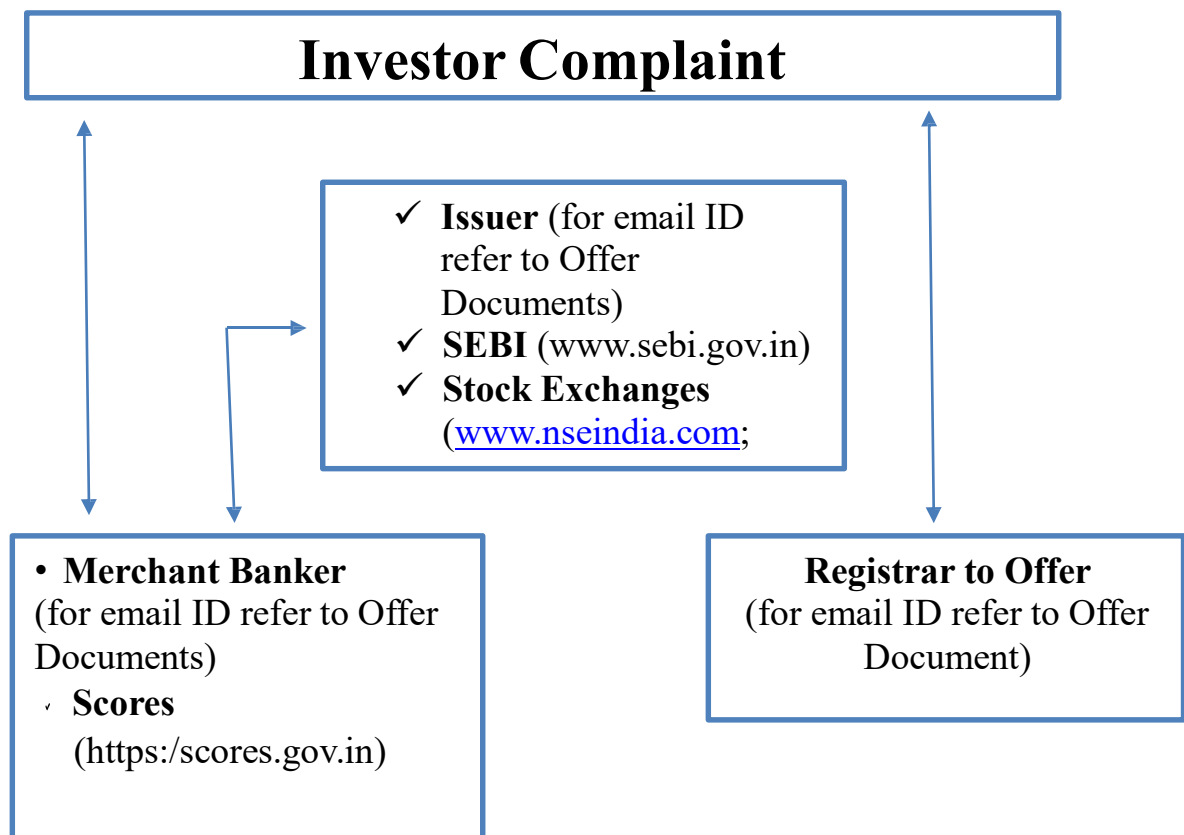 Investor Complaint
✓ Issuer (for email ID
refer to Offer
Documents)
✓ SEBI (www.sebi.gov.in)
✓ Stock Exchanges
(www.nseindia.com;
• Merchant Banker
(for email ID refer to Offer
Documents)
✓ Scores
(https:/scores.gov.in)
Registrar to Offer
(for email ID refer to Offer
Document)